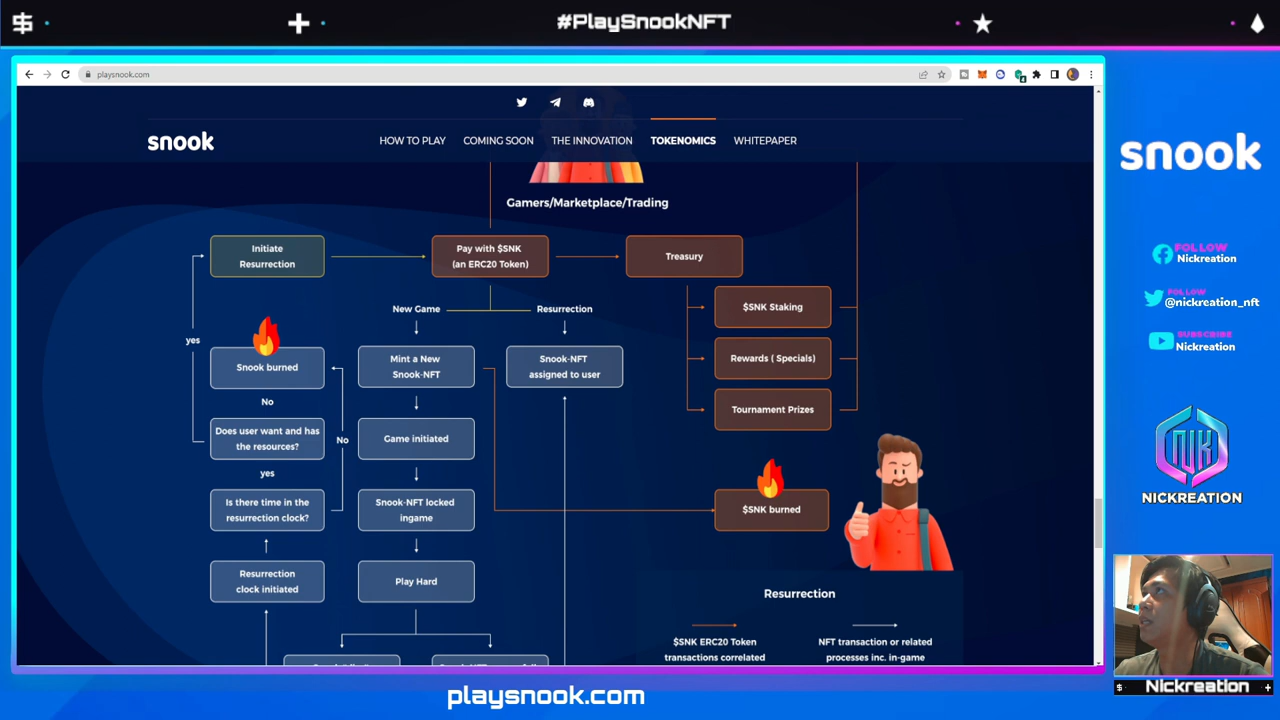 #PlaySnookNFT
playsnook.com
snook
HOW TO PLAY
COMING SOON
THE INNOVATION
TOKENOMICS
WHITEPAPER
Gamers/Marketplace/Trading
Initiate
Resurrection
Pay with $SNK
(an ERC20 Token)
Treasury
New Game
Resurrection
$SNK Staking
yes
Snook burned
Mint a New
Snook-NFT
Snook-NFT
assigned to user
Rewards ( Specials)
No
Tournament Prizes
Does user want and has
the resources?
No
Game initiated
yes
Is there time in the
resurrection clock?
Snook-NFT locked
ingame
$SNK burned
Resurrection
clock initiated
Play Hard
Resurrection
$SNK ERC20 Token
transactions correlated
NFT transaction or related
processes inc. in-game
snook
FOLLOW
Nickreation
FOLLOW
@nickreation_nft
SUBSCRIBE
Nickreation
NICKREATION
Nickreation
playsnook.com